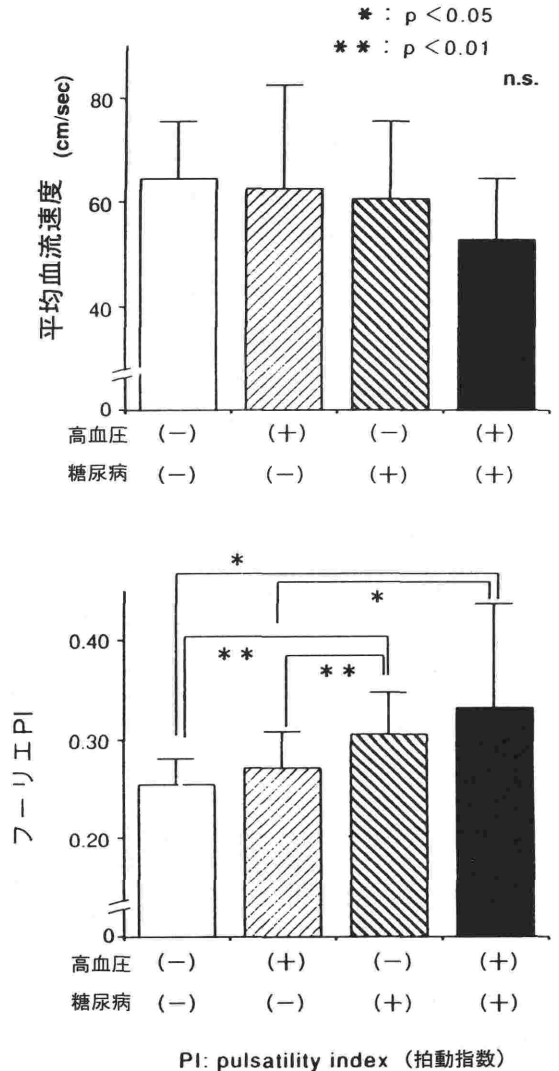 * : p <0.05
** : p <0.01
n.s.
平均血流速度 (cm/sec)
80
60
40
0
高血圧 (−) (+) (−) (+)
糖尿病 (−) (−) (+) (+)
*
*
**
**
フーリエPI
0.40
0.30
0.20
0
高血圧 (−) (+) (−) (+)
糖尿病 (−) (−) (+) (+)
PI: pulsatility index (拍動指数)